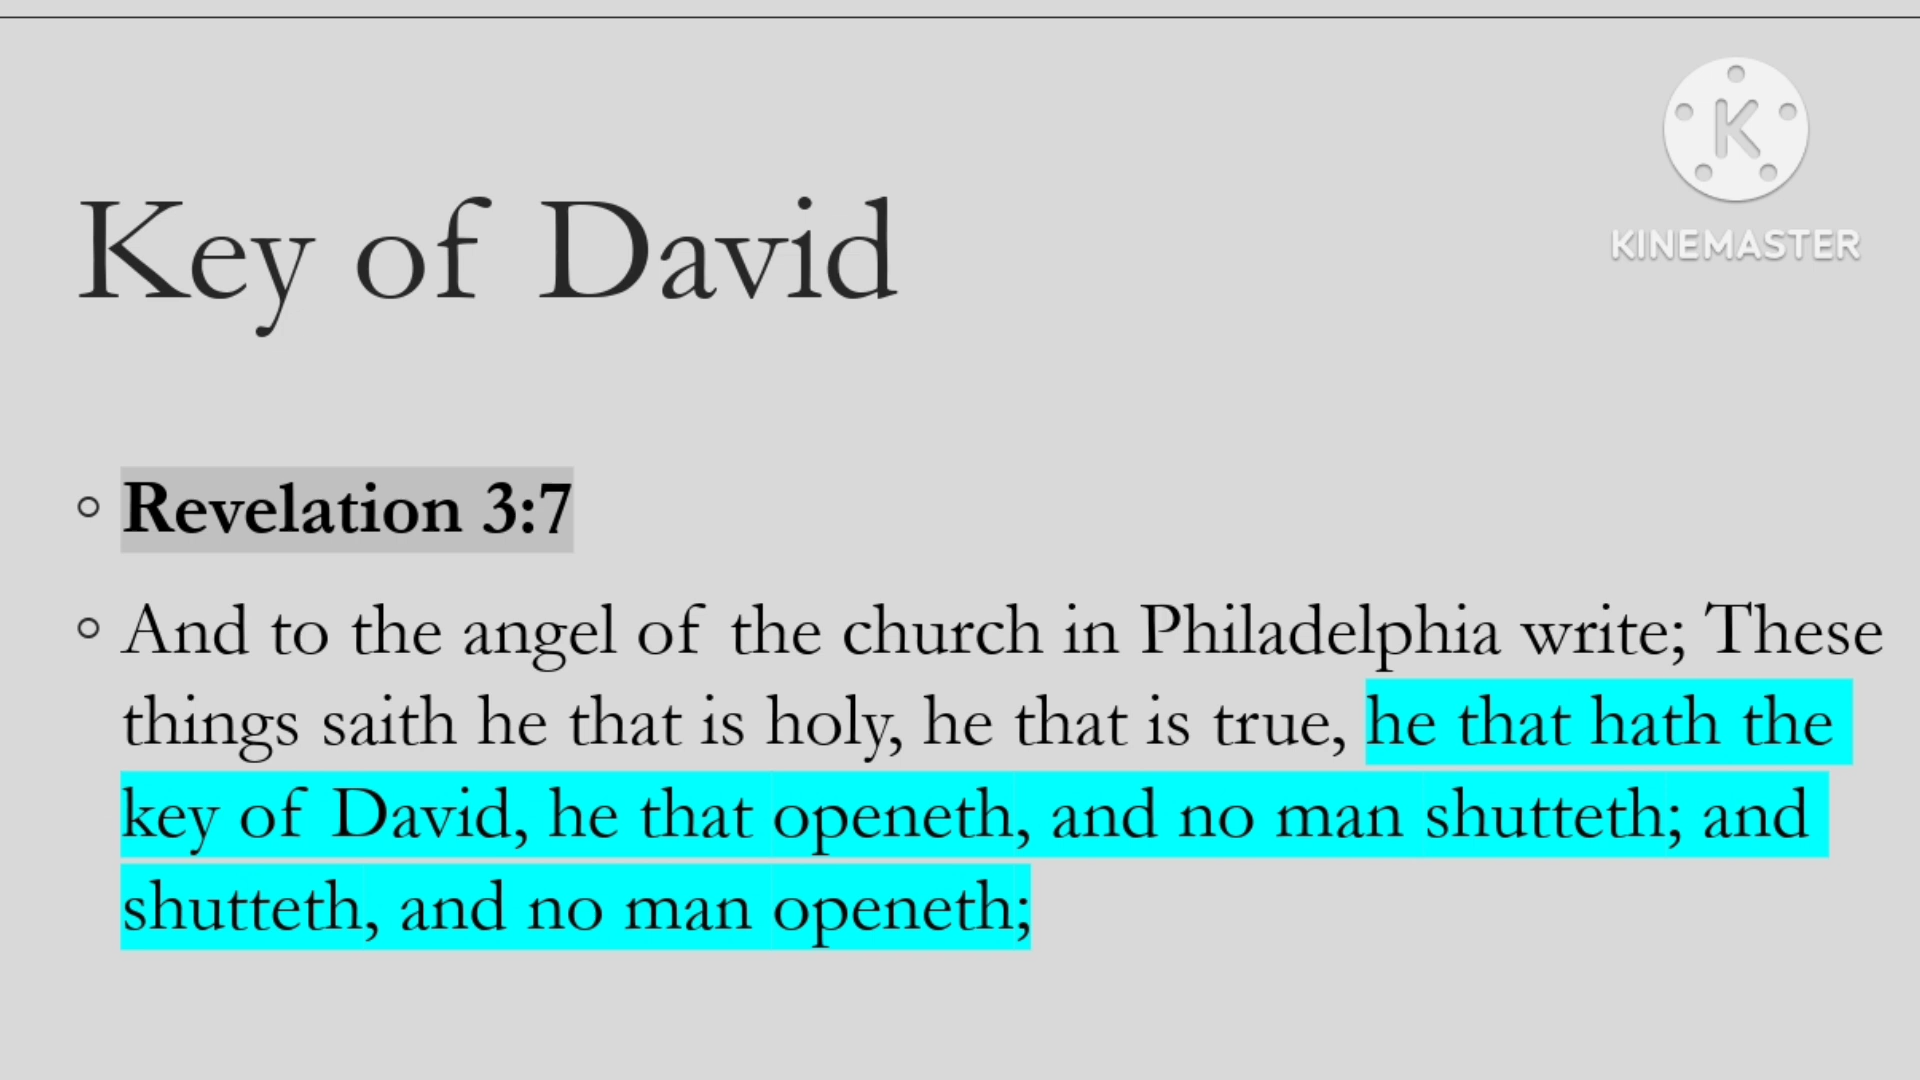 K
KINEMASTER
Key of David
Revelation 3:7
And to the angel of the church in Philadelphia write; These
things saith he that is holy, he that is true, he that hath the
key of David, he that openeth, and no man shutteth; and
shutteth, and no man openeth;